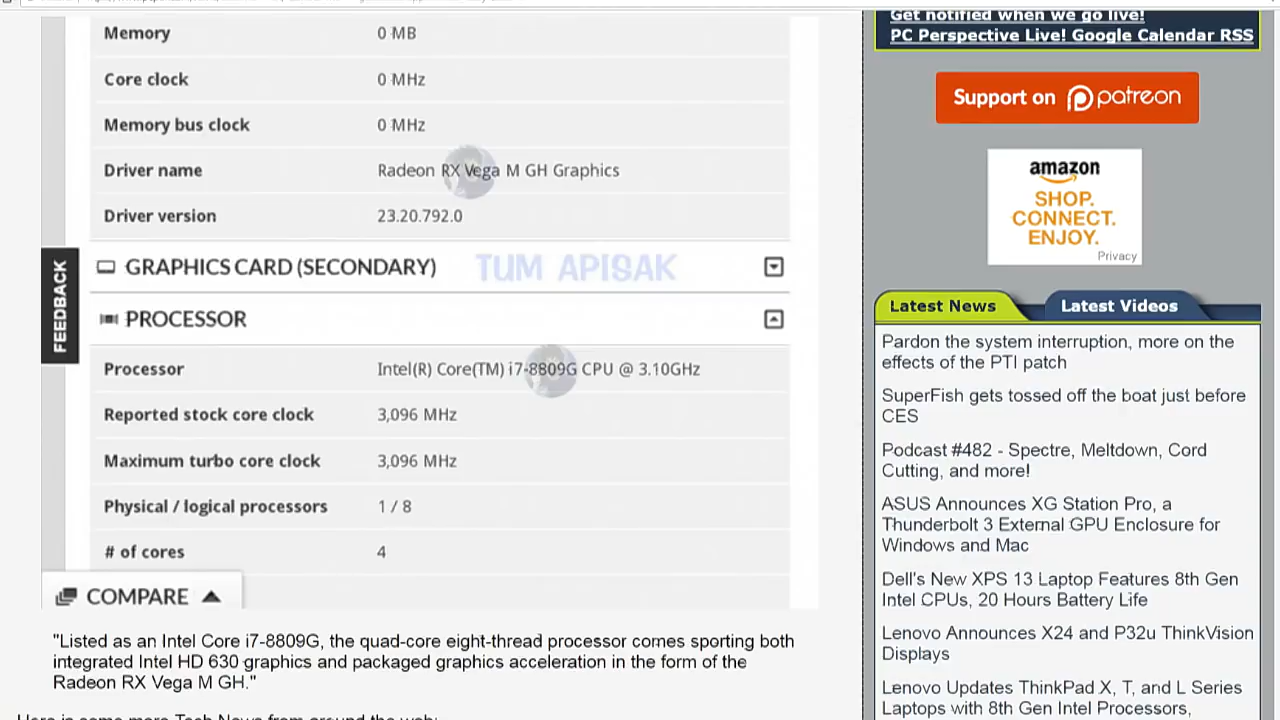 Get notified when we go live!
PC Perspective Live! Google Calendar RSS
Support on patreon
amazon
SHOP.
CONNECT.
ENJOY.
Privacy
Memory 0 MB
Core clock 0 MHz
Memory bus clock 0 MHz
Driver name Radeon RX Vega M GH Graphics
Driver version 23.20.792.0
GRAPHICS CARD (SECONDARY) TUM APISAK
PROCESSOR
FEEDBACK
Processor Intel(R) Core(TM) i7-8809G CPU @ 3.10GHz
Reported stock core clock 3,096 MHz
Maximum turbo core clock 3,096 MHz
Physical / logical processors 1 / 8
# of cores 4
COMPARE
"Listed as an Intel Core i7-8809G, the quad-core eight-thread processor comes sporting both
integrated Intel HD 630 graphics and packaged graphics acceleration in the form of the
Radeon RX Vega M GH."
Here is some more Tech News from around the web:
Latest News Latest Videos
Pardon the system interruption, more on the
effects of the PTI patch
SuperFish gets tossed off the boat just before
CES
Podcast #482 - Spectre, Meltdown, Cord
Cutting, and more!
ASUS Announces XG Station Pro, a
Thunderbolt 3 External GPU Enclosure for
Windows and Mac
Dell's New XPS 13 Laptop Features 8th Gen
Intel CPUs, 20 Hours Battery Life
Lenovo Announces X24 and P32u ThinkVision
Displays
Lenovo Updates ThinkPad X, T, and L Series
Laptops with 8th Gen Intel Processors,